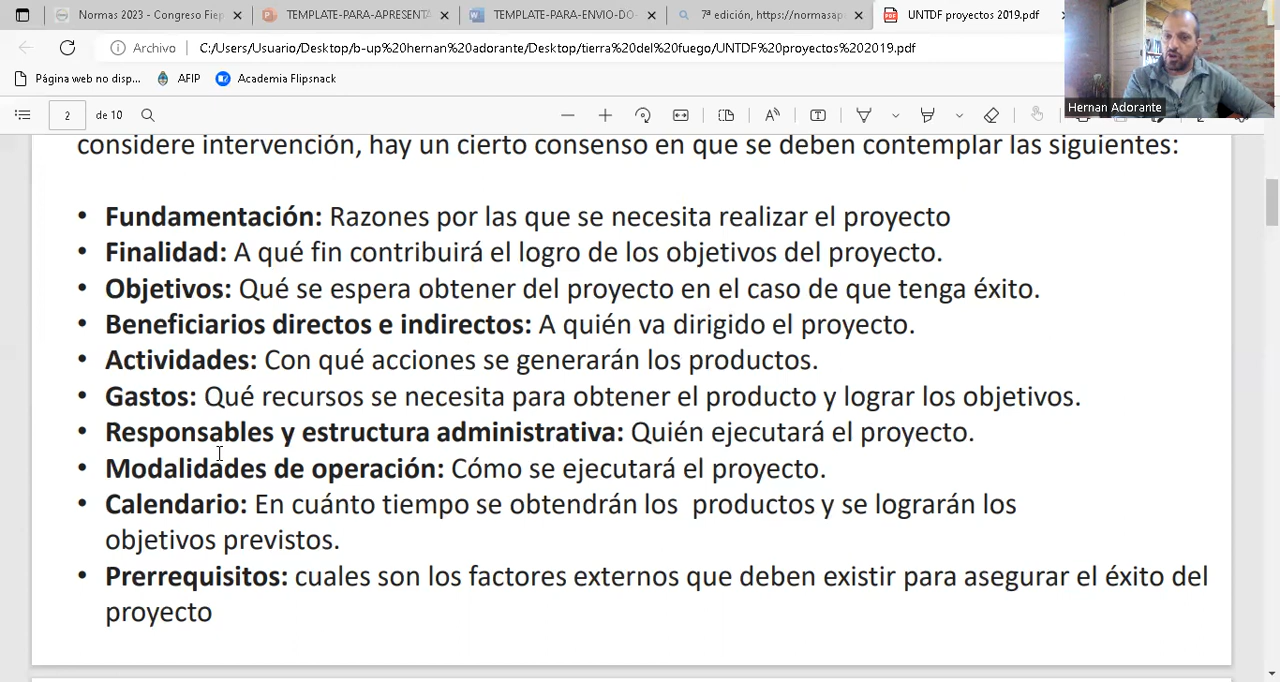 Normas 2023 - Congreso Fiep
TEMPLATE-PARA-APRESENTA
TEMPLATE-PARA-ENVIO-DO-
7ª edición, https://normasap
UNTDF proyectos 2019.pdf
Archivo
C:/Users/Usuario/Desktop/b-up%20hernan%20adorante/Desktop/tierra%20del%20fuego/UNTDF%20proyectos%202019.pdf
Página web no disp...
AFIP
Academia Flipsnack
Hernan Adorante
2
de 10
considere intervención, hay un cierto consenso en que se deben contemplar las siguientes:
• Fundamentación: Razones por las que se necesita realizar el proyecto
• Finalidad: A qué fin contribuirá el logro de los objetivos del proyecto.
• Objetivos: Qué se espera obtener del proyecto en el caso de que tenga éxito.
• Beneficiarios directos e indirectos: A quién va dirigido el proyecto.
• Actividades: Con qué acciones se generarán los productos.
• Gastos: Qué recursos se necesita para obtener el producto y lograr los objetivos.
• Responsables y estructura administrativa: Quién ejecutará el proyecto.
• Modalidades de operación: Cómo se ejecutará el proyecto.
• Calendario: En cuánto tiempo se obtendrán los  productos y se lograrán los
objetivos previstos.
• Prerrequisitos: cuales son los factores externos que deben existir para asegurar el éxito del
proyecto